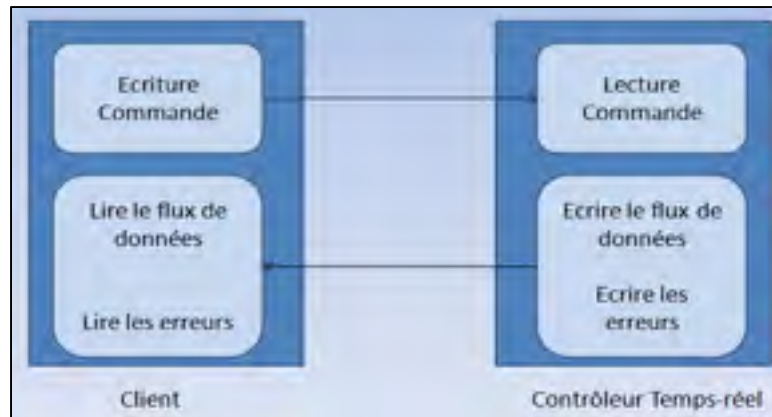 Ecriture
Commande
Lecture
Commande
Lire le flux de
données
Lire les erreurs
Ecrire le flux de
données
Ecrire les
erreurs
Client
Contrôleur Temps-réel